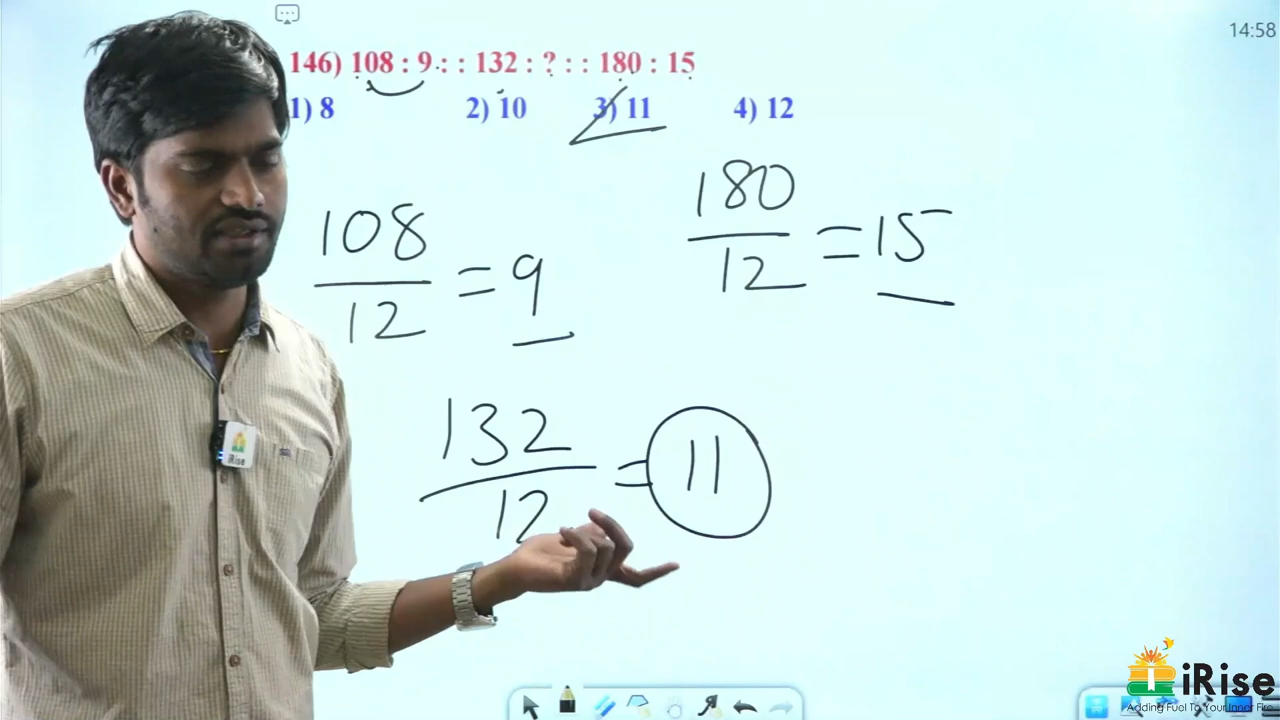 14:58
146) 108 : 9 : : 132 : ? : : 180 : 15
1) 8 2) 10 3) 11 4) 12
108/12 = 9
180/12 = 15
132/12 = 11
iRise
iRise
Adding Fuel To Your Inner Fire